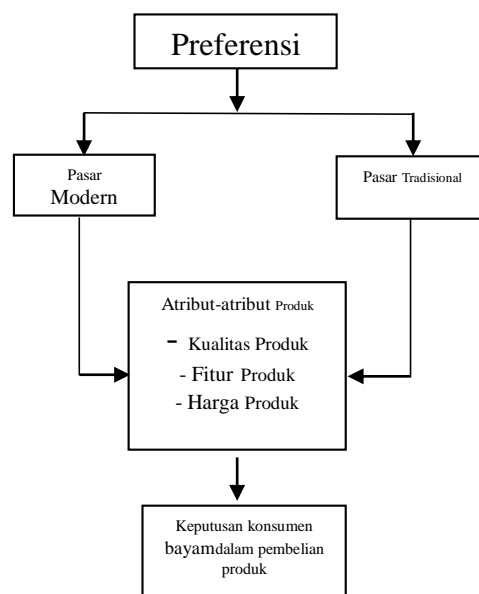 Preferensi
Pasar
Modern
Pasar Tradisional
Atribut-atribut Produk
- Kualitas Produk
- Fitur Produk
- Harga Produk
Keputusan konsumen
bayamdalam pembelian
produk